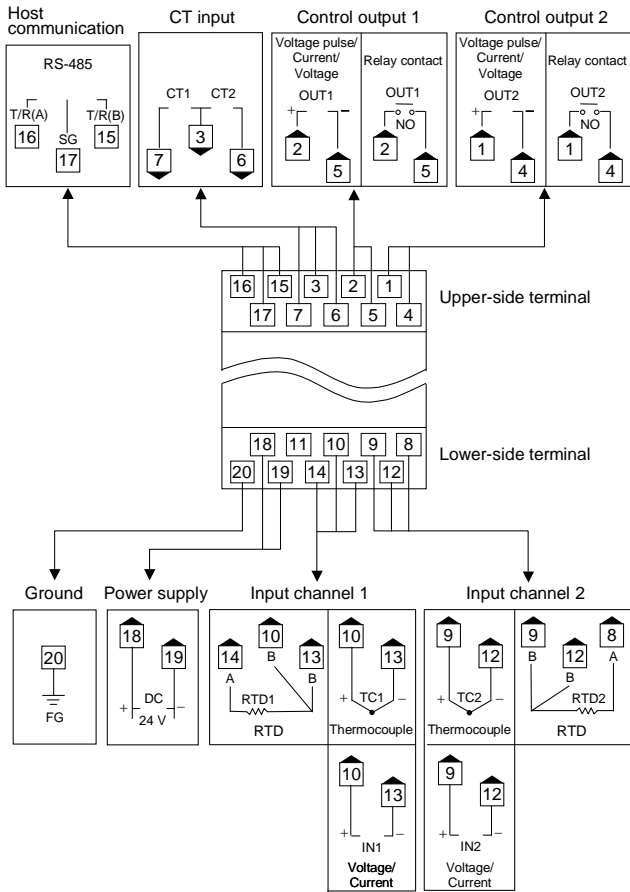 Host
communication
CT input
Control output 1
Control output 2
RS-485
T/R(A)
T/R(B)
16
SG
15
17
CT1
CT2
3
7
6
Voltage pulse/
Current/
Voltage
Relay contact
+
OUT1
−
OUT1
NO
2
2
5
5
Voltage pulse/
Current/
Voltage
Relay contact
+
OUT2
−
OUT2
NO
1
1
4
4
16
15
3
2
1
17
7
6
5
4
Upper-side terminal
18
11
10
9
8
20
19
14
13
12
Lower-side terminal
Ground
Power supply
Input channel 1
Input channel 2
20
FG
18
19
+
DC
−
24 V
14
10
13
A
B
B
RTD1
RTD
10
13
+
TC1
−
Thermocouple
9
12
+
TC2
−
Thermocouple
9
12
8
B
B
A
RTD2
RTD
10
13
+
−
IN1
Voltage/
Current
9
12
+
−
IN2
Voltage/
Current